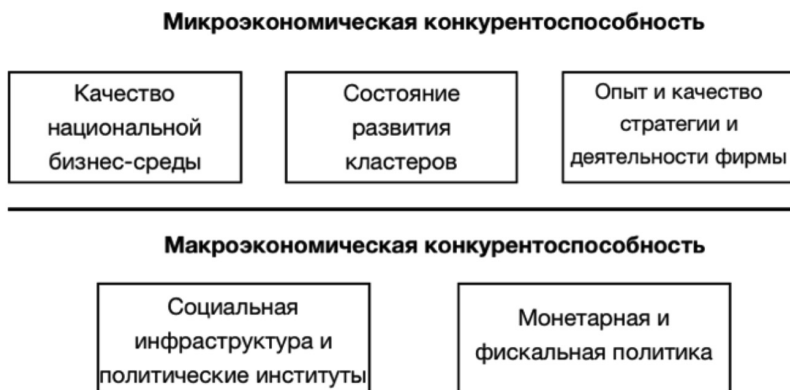 Микроэкономическая конкурентоспособность
Качество
национальной
бизнес-среды
Состояние
развития
кластеров
Опыт и качество
стратегии и
деятельности фирмы
Макроэкономическая конкурентоспособность
Социальная
инфраструктура и
политические институты
Монетарная и
фискальная политика